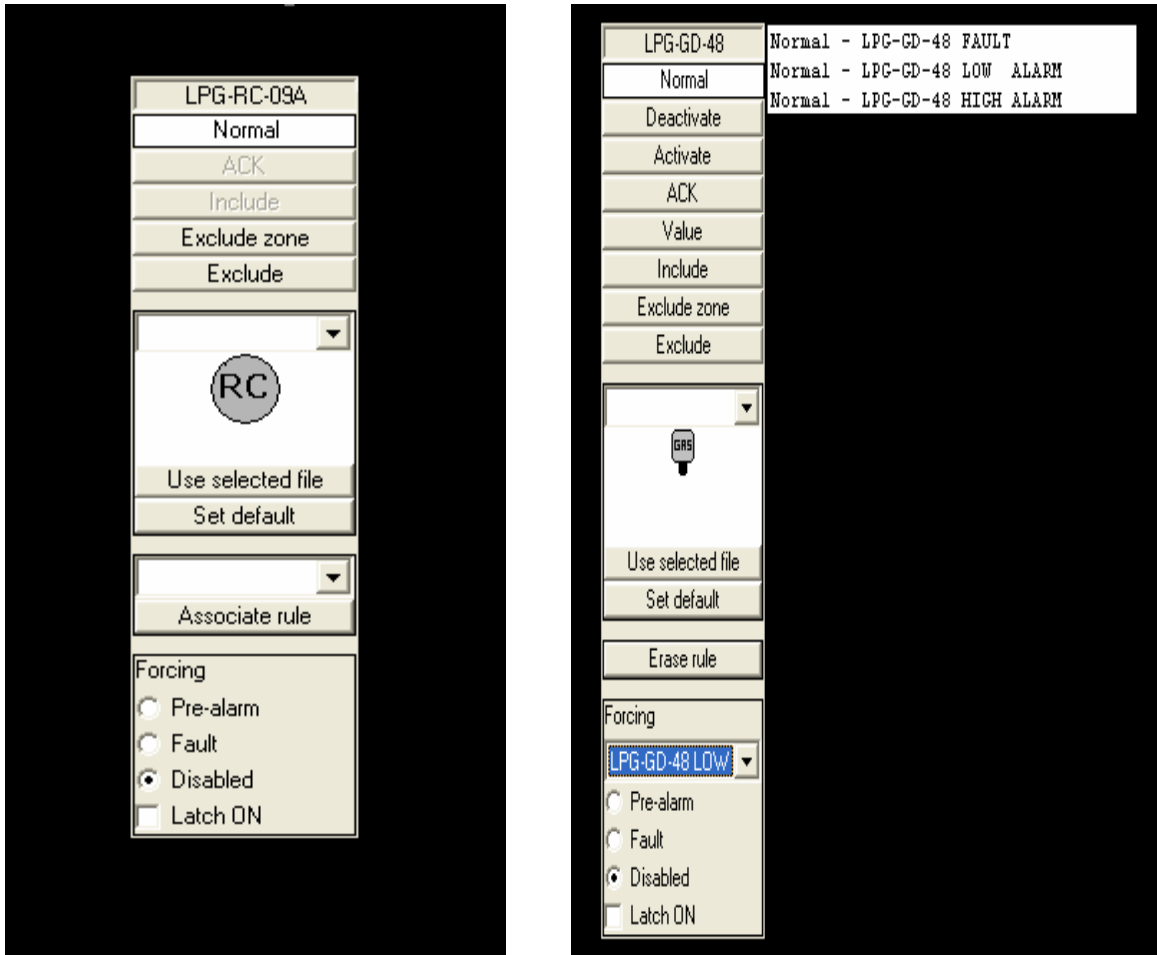 LPG-RC-09A
Normal
ACK
Include
Exclude zone
Exclude
RC
Use selected file
Set default
Associate rule
Forcing
Pre-alarm
Fault
Disabled
Latch ON
LPG-GD-48
Normal
Deactivate
Activate
ACK
Value
Include
Exclude zone
Exclude
GAS
Use selected file
Set default
Erase rule
Forcing
LPG-GD-48 LOW
Pre-alarm
Fault
Disabled
Latch ON
Normal - LPG-GD-48 FAULT
Normal - LPG-GD-48 LOW  ALARM
Normal - LPG-GD-48 HIGH ALARM